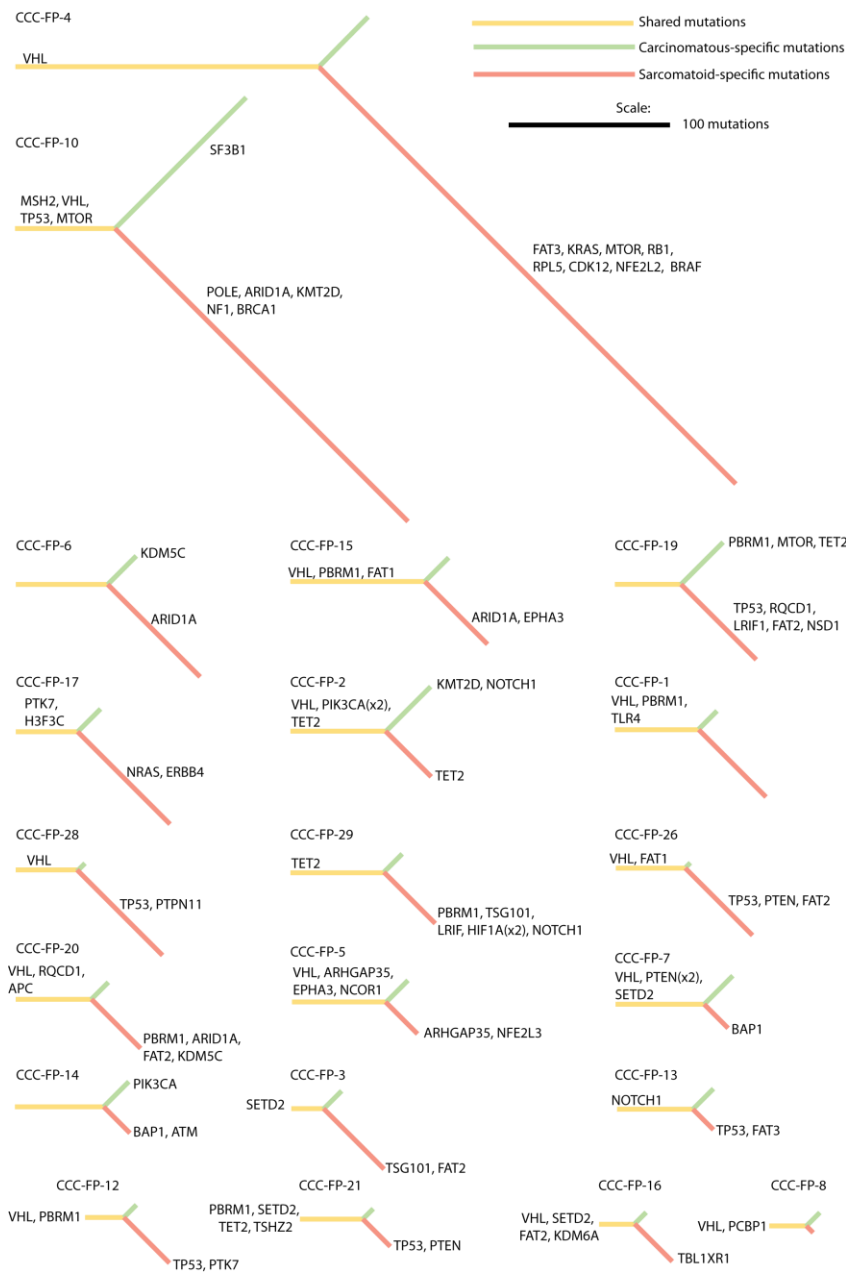 CCC-FP-4
VHL
Shared mutations
Carcinomatous-specific mutations
Sarcomatoid-specific mutations
Scale:
100 mutations
CCC-FP-10
SF3B1
MSH2, VHL,
TP53, MTOR
FAT3, KRAS, MTOR, RB1,
RPL5, CDK12, NFE2L2, BRAF
POLE, ARID1A, KMT2D,
NF1, BRCA1
CCC-FP-6
KDM5C
ARID1A
CCC-FP-15
VHL, PBRM1, FAT1
ARID1A, EPHA3
CCC-FP-19
PBRM1, MTOR, TET2
TP53, RQCD1,
LRIF1, FAT2, NSD1
CCC-FP-17
PTK7,
H3F3C
NRAS, ERBB4
CCC-FP-2
VHL, PIK3CA(x2),
TET2
KMT2D, NOTCH1
TET2
CCC-FP-1
VHL, PBRM1,
TLR4
CCC-FP-28
VHL
TP53, PTPN11
CCC-FP-29
TET2
PBRM1, TSG101,
LRIF, HIF1A(x2), NOTCH1
CCC-FP-26
VHL, FAT1
TP53, PTEN, FAT2
CCC-FP-20
VHL, RQCD1,
APC
PBRM1, ARID1A,
FAT2, KDM5C
CCC-FP-5
VHL, ARHGAP35,
EPHA3, NCOR1
ARHGAP35, NFE2L3
CCC-FP-7
VHL, PTEN(x2),
SETD2
BAP1
CCC-FP-14
PIK3CA
BAP1, ATM
CCC-FP-3
SETD2
TSG101, FAT2
CCC-FP-13
NOTCH1
TP53, FAT3
CCC-FP-12
VHL, PBRM1
TP53, PTK7
CCC-FP-21
PBRM1, SETD2,
TET2, TSHZ2
TP53, PTEN
CCC-FP-16
VHL, SETD2,
FAT2, KDM6A
TBL1XR1
CCC-FP-8
VHL, PCBP1